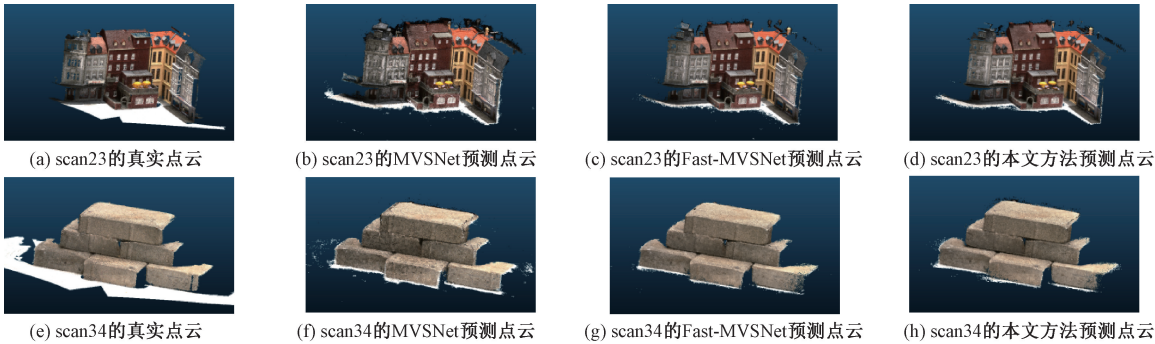 (a) scan23的真实点云
(b) scan23的MVSNet预测点云
(c) scan23的Fast-MVSNet预测点云
(d) scan23的本文方法预测点云
(e) scan34的真实点云
(f) scan34的MVSNet预测点云
(g) scan34的Fast-MVSNet预测点云
(h) scan34的本文方法预测点云